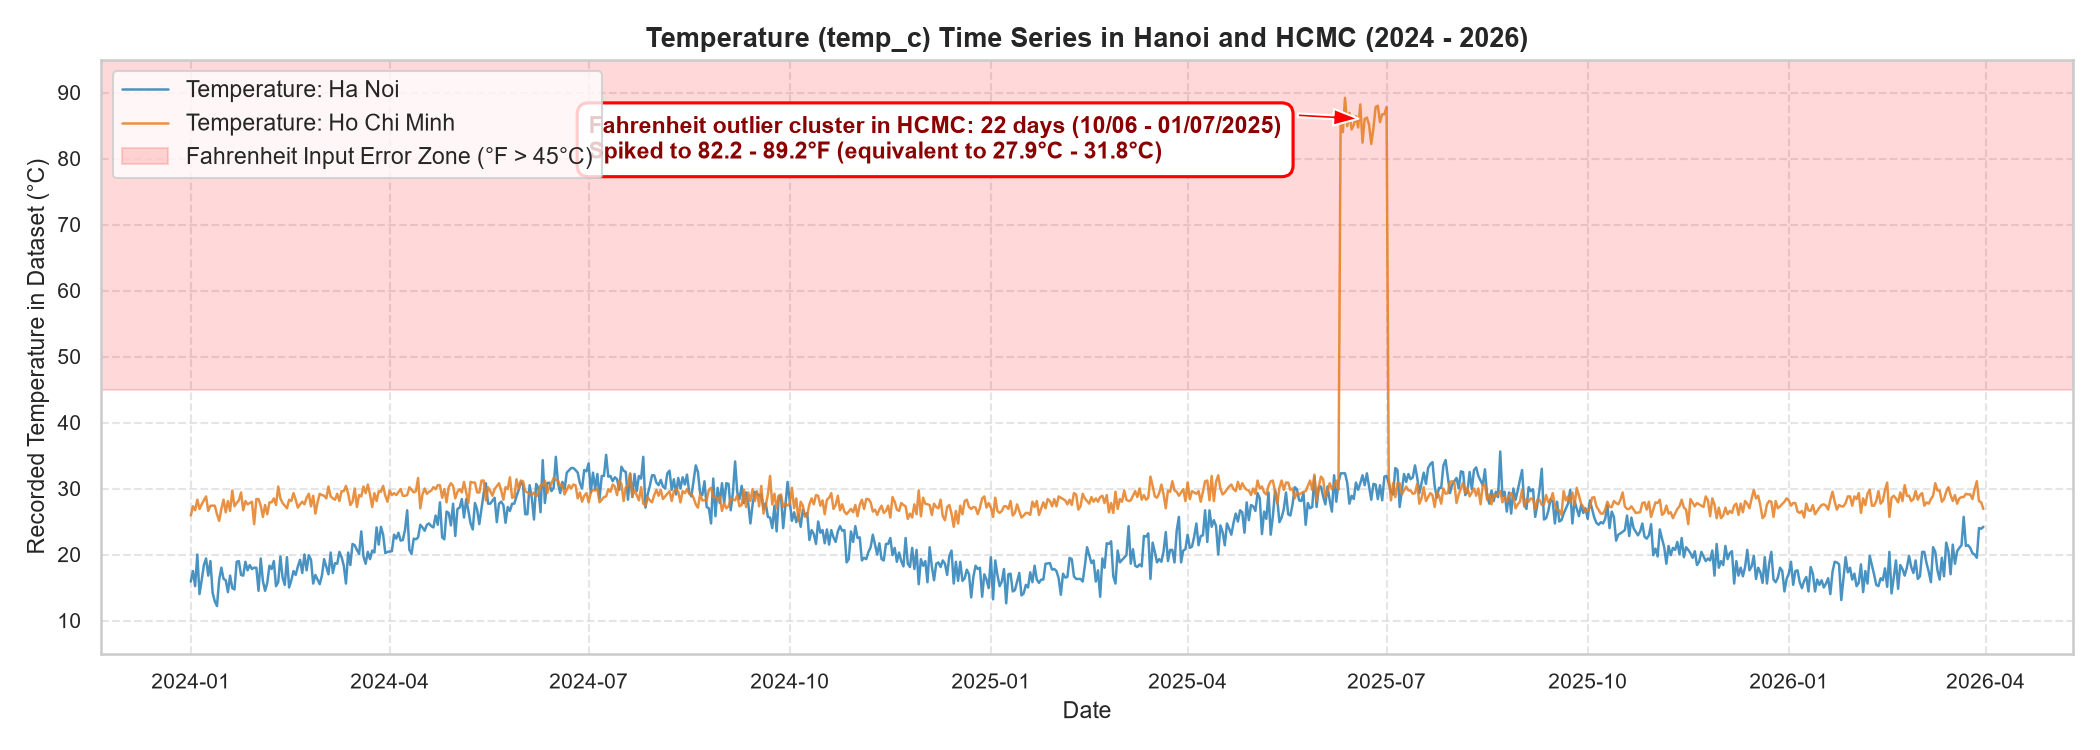 Temperature (temp_c) Time Series in Hanoi and HCMC (2024 - 2026)
Temperature: Ha Noi
Temperature: Ho Chi Minh
Fahrenheit Input Error Zone (°F > 45°C)
Fahrenheit outlier cluster in HCMC: 22 days (10/06 - 01/07/2025)
Spiked to 82.2 - 89.2°F (equivalent to 27.9°C - 31.8°C)
Recorded Temperature in Dataset (°C)
90
80
70
60
50
40
30
20
10
2024-01
2024-04
2024-07
2024-10
2025-01
2025-04
2025-07
2025-10
2026-01
2026-04
Date